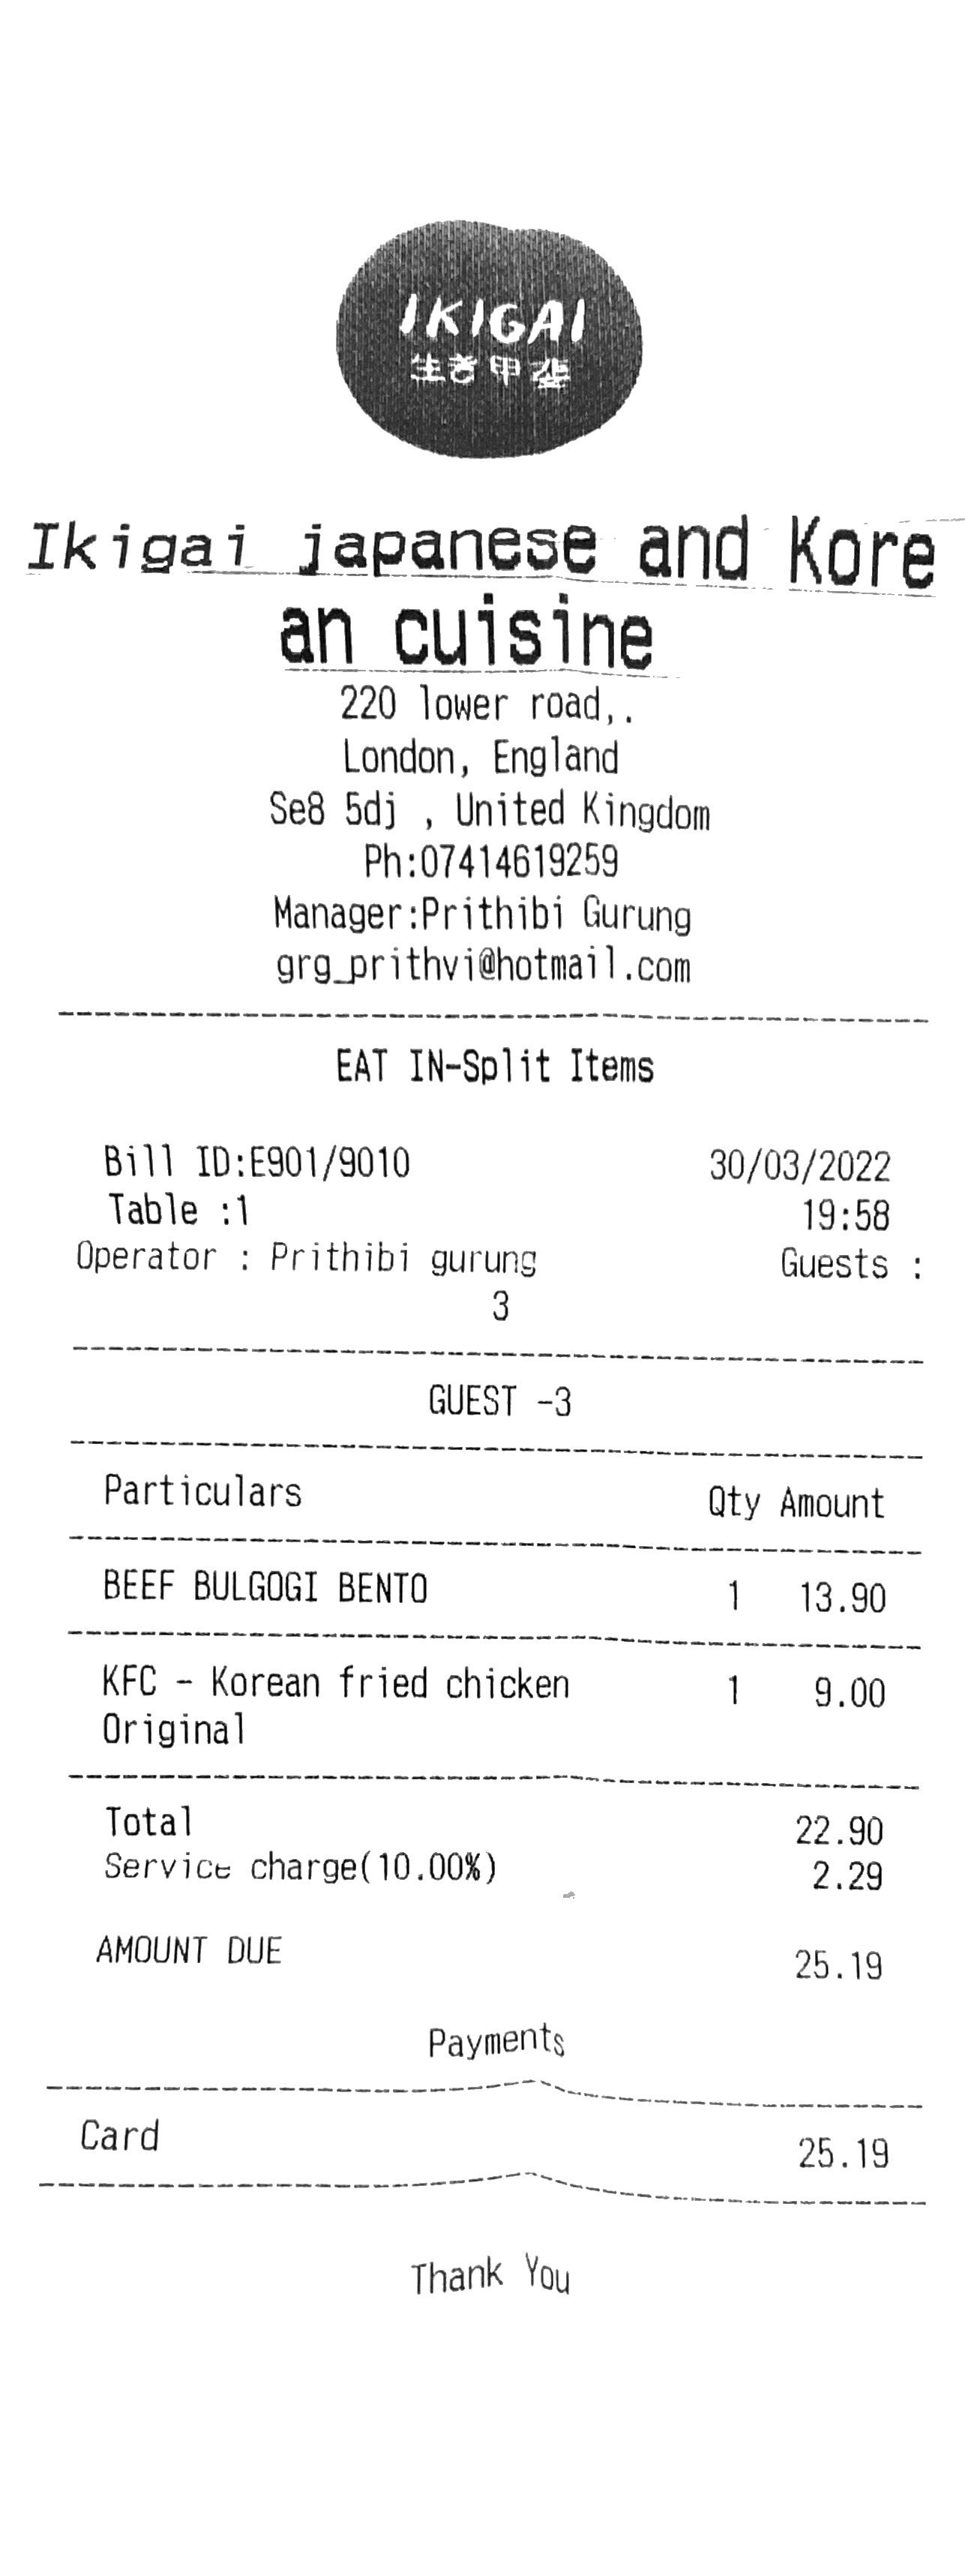 IKIGAI
生き甲斐
Ikigai japanese and Kore
an cuisine
220 lower road,.
London, England
Se8 5dj , United Kingdom
Ph:07414619259
Manager:Prithibi Gurung
grg_prithvi@hotmail.com
EAT IN-Split Items
Bill ID:E901/9010 30/03/2022
Table :1 19:58
Operator : Prithibi gurung Guests :
3
GUEST -3
Particulars Qty Amount
BEEF BULGOGI BENTO 1 13.90
KFC - Korean fried chicken 1 9.00
Original
Total 22.90
Service charge(10.00%) 2.29
AMOUNT DUE 25.19
Payments
Card 25.19
Thank You